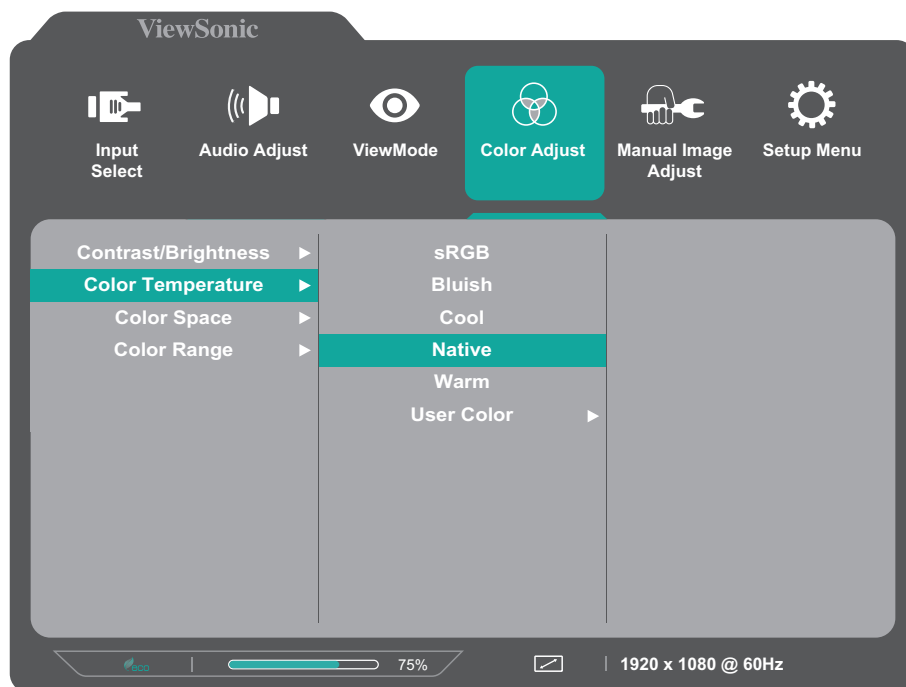 ViewSonic
Input Select
Audio Adjust
ViewMode
Color Adjust
Manual Image Adjust
Setup Menu
Contrast/Brightness
Color Temperature
Color Space
Color Range
sRGB
Bluish
Cool
Native
Warm
User Color
eco
75%
1920 x 1080 @ 60Hz